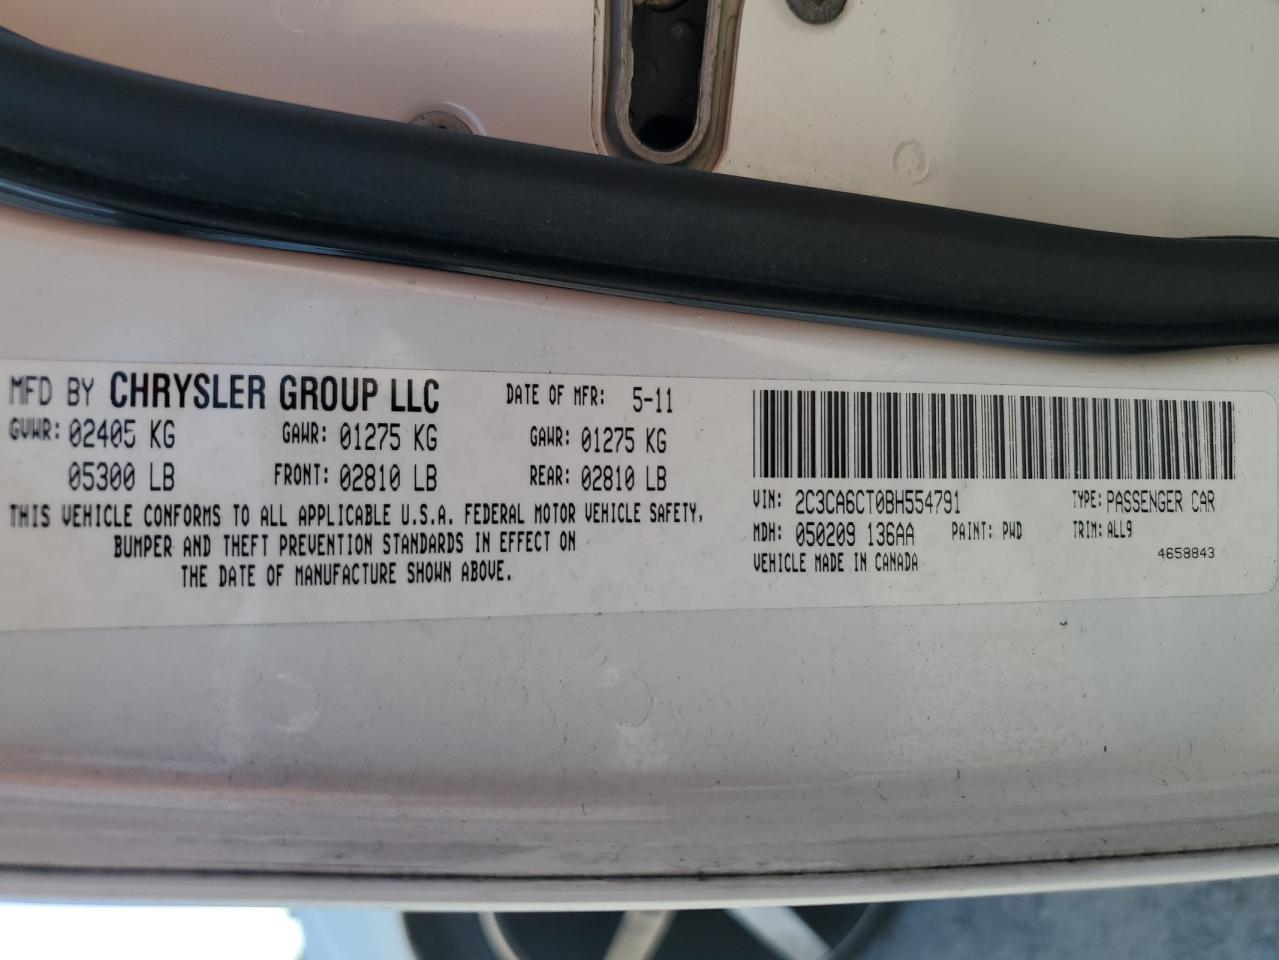 MFD BY CHRYSLER GROUP LLC DATE OF MFR: 5-11
GVWR: 02405 KG GAWR: 01275 KG GAWR: 01275 KG
05300 LB FRONT: 02810 LB REAR: 02810 LB
THIS VEHICLE CONFORMS TO ALL APPLICABLE U.S.A. FEDERAL MOTOR VEHICLE SAFETY,
BUMPER AND THEFT PREVENTION STANDARDS IN EFFECT ON
THE DATE OF MANUFACTURE SHOWN ABOVE.
VIN: 2C3CA6CT0BH554791 TYPE: PASSENGER CAR
MDH: 050209 136AA PAINT: PWD TRIM: ALL9
VEHICLE MADE IN CANADA 4658843